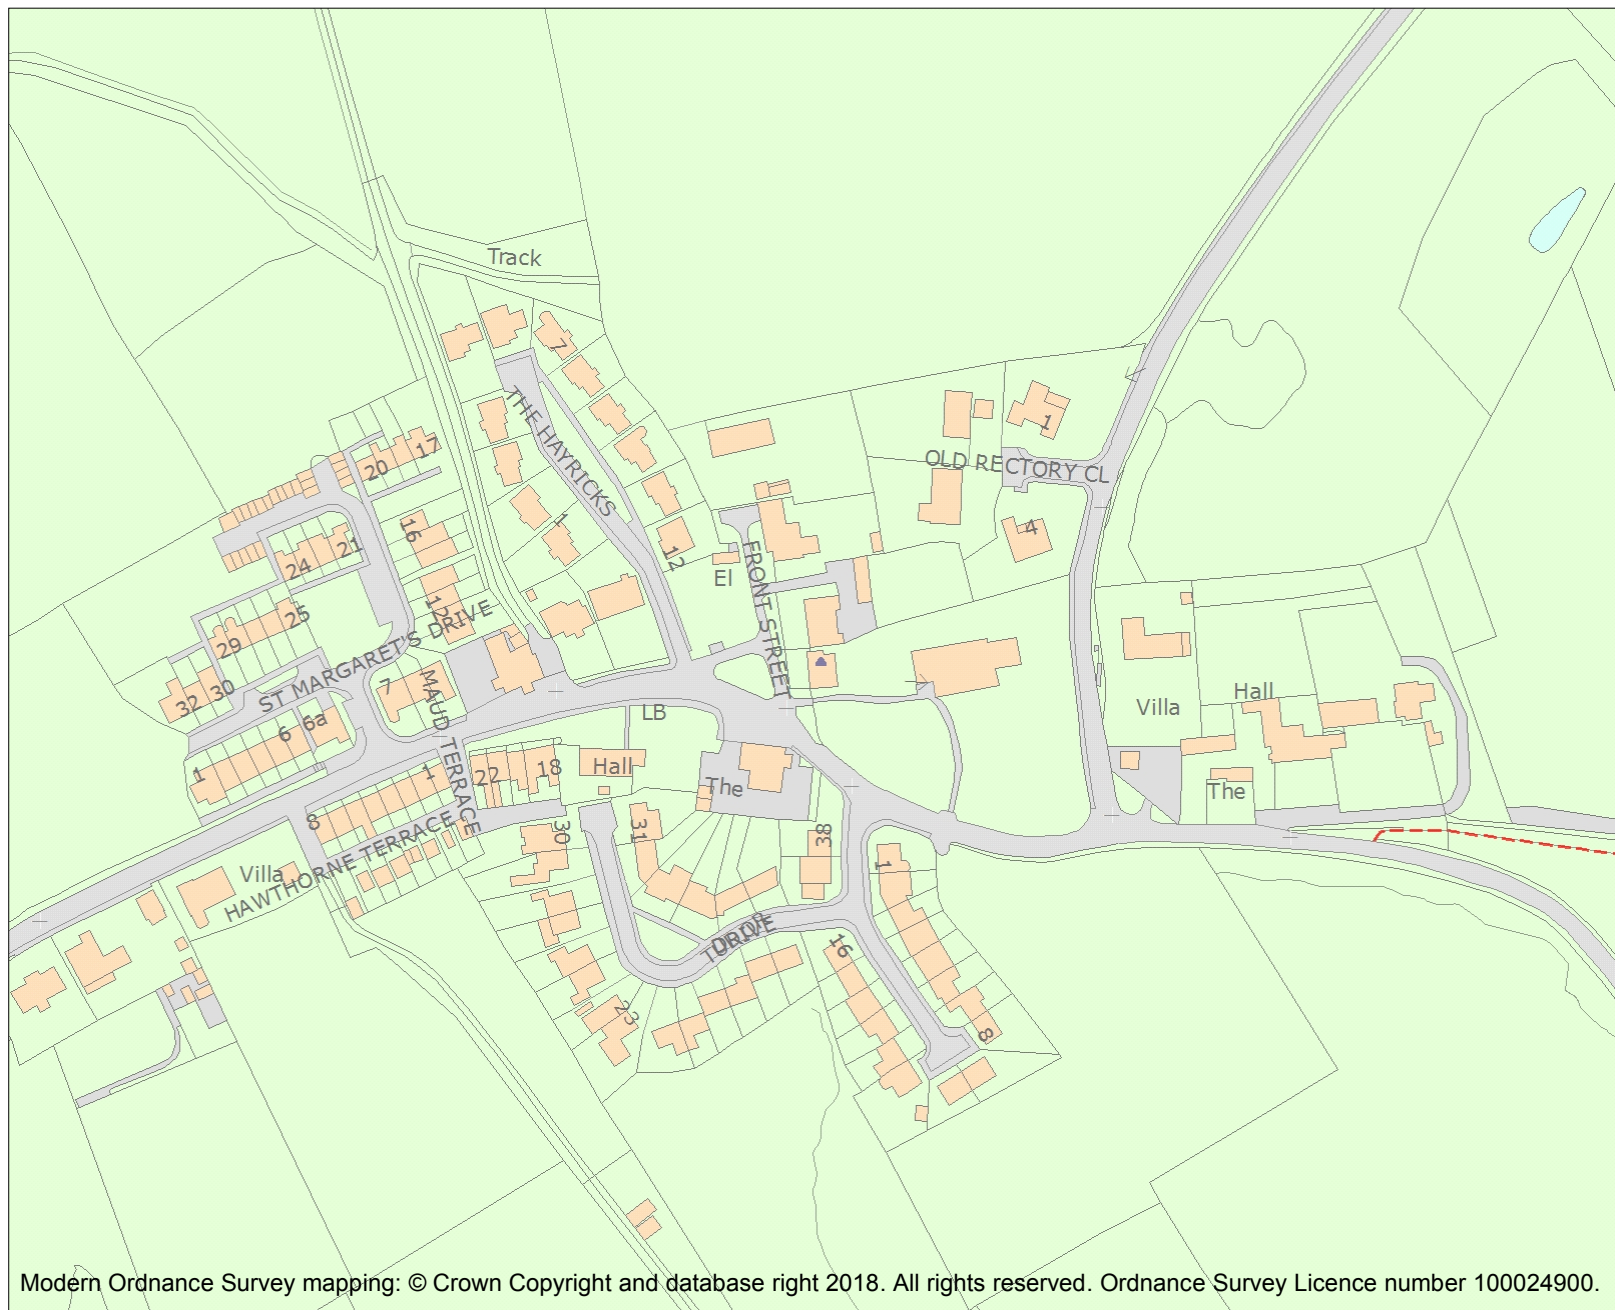 Track
7
THE HAYRICKS
1
12
17
20
16
21
24
12
25
29
30
32
ST MARGARET'S DRIVE
7
MAUD TERRACE
6a
6
1
1
8
22
18
HAWTHORNE TERRACE
Villa
El
FRONT STREET
LB
Hall
The
1
OLD RECTORY CL
4
Villa
Hall
The
30
31
38
1
DRIVE
16
23
8
Modern Ordnance Survey mapping: © Crown Copyright and database right 2018. All rights reserved. Ordnance Survey Licence number 100024900.